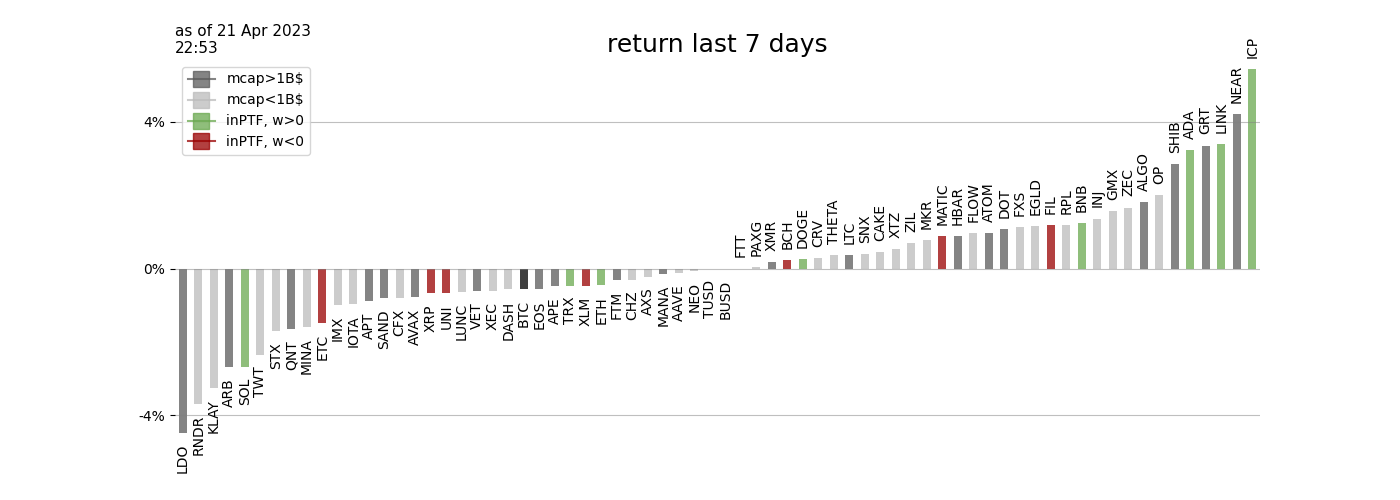 as of 21 Apr 2023
22:53
return last 7 days
mcap>1B$
mcap<1B$
inPTF, w>0
inPTF, w<0
4%
0%
-4%
LDO
RNDR
KLAY
ARB
SOL
TWT
STX
QNT
MINA
ETC
IMX
IOTA
APT
SAND
CFX
AVAX
XRP
UNI
LUNC
VET
XEC
DASH
BTC
EOS
APE
TRX
XLM
ETH
FTM
CHZ
AXS
MANA
AAVE
NEO
TUSD
BUSD
FTT
PAXG
XMR
BCH
DOGE
CRV
THETA
LTC
SNX
CAKE
XTZ
ZIL
MKR
MATIC
HBAR
FLOW
ATOM
DOT
FXS
EGLD
FIL
RPL
BNB
INJ
GMX
ZEC
ALGO
OP
SHIB
ADA
GRT
LINK
NEAR
ICP